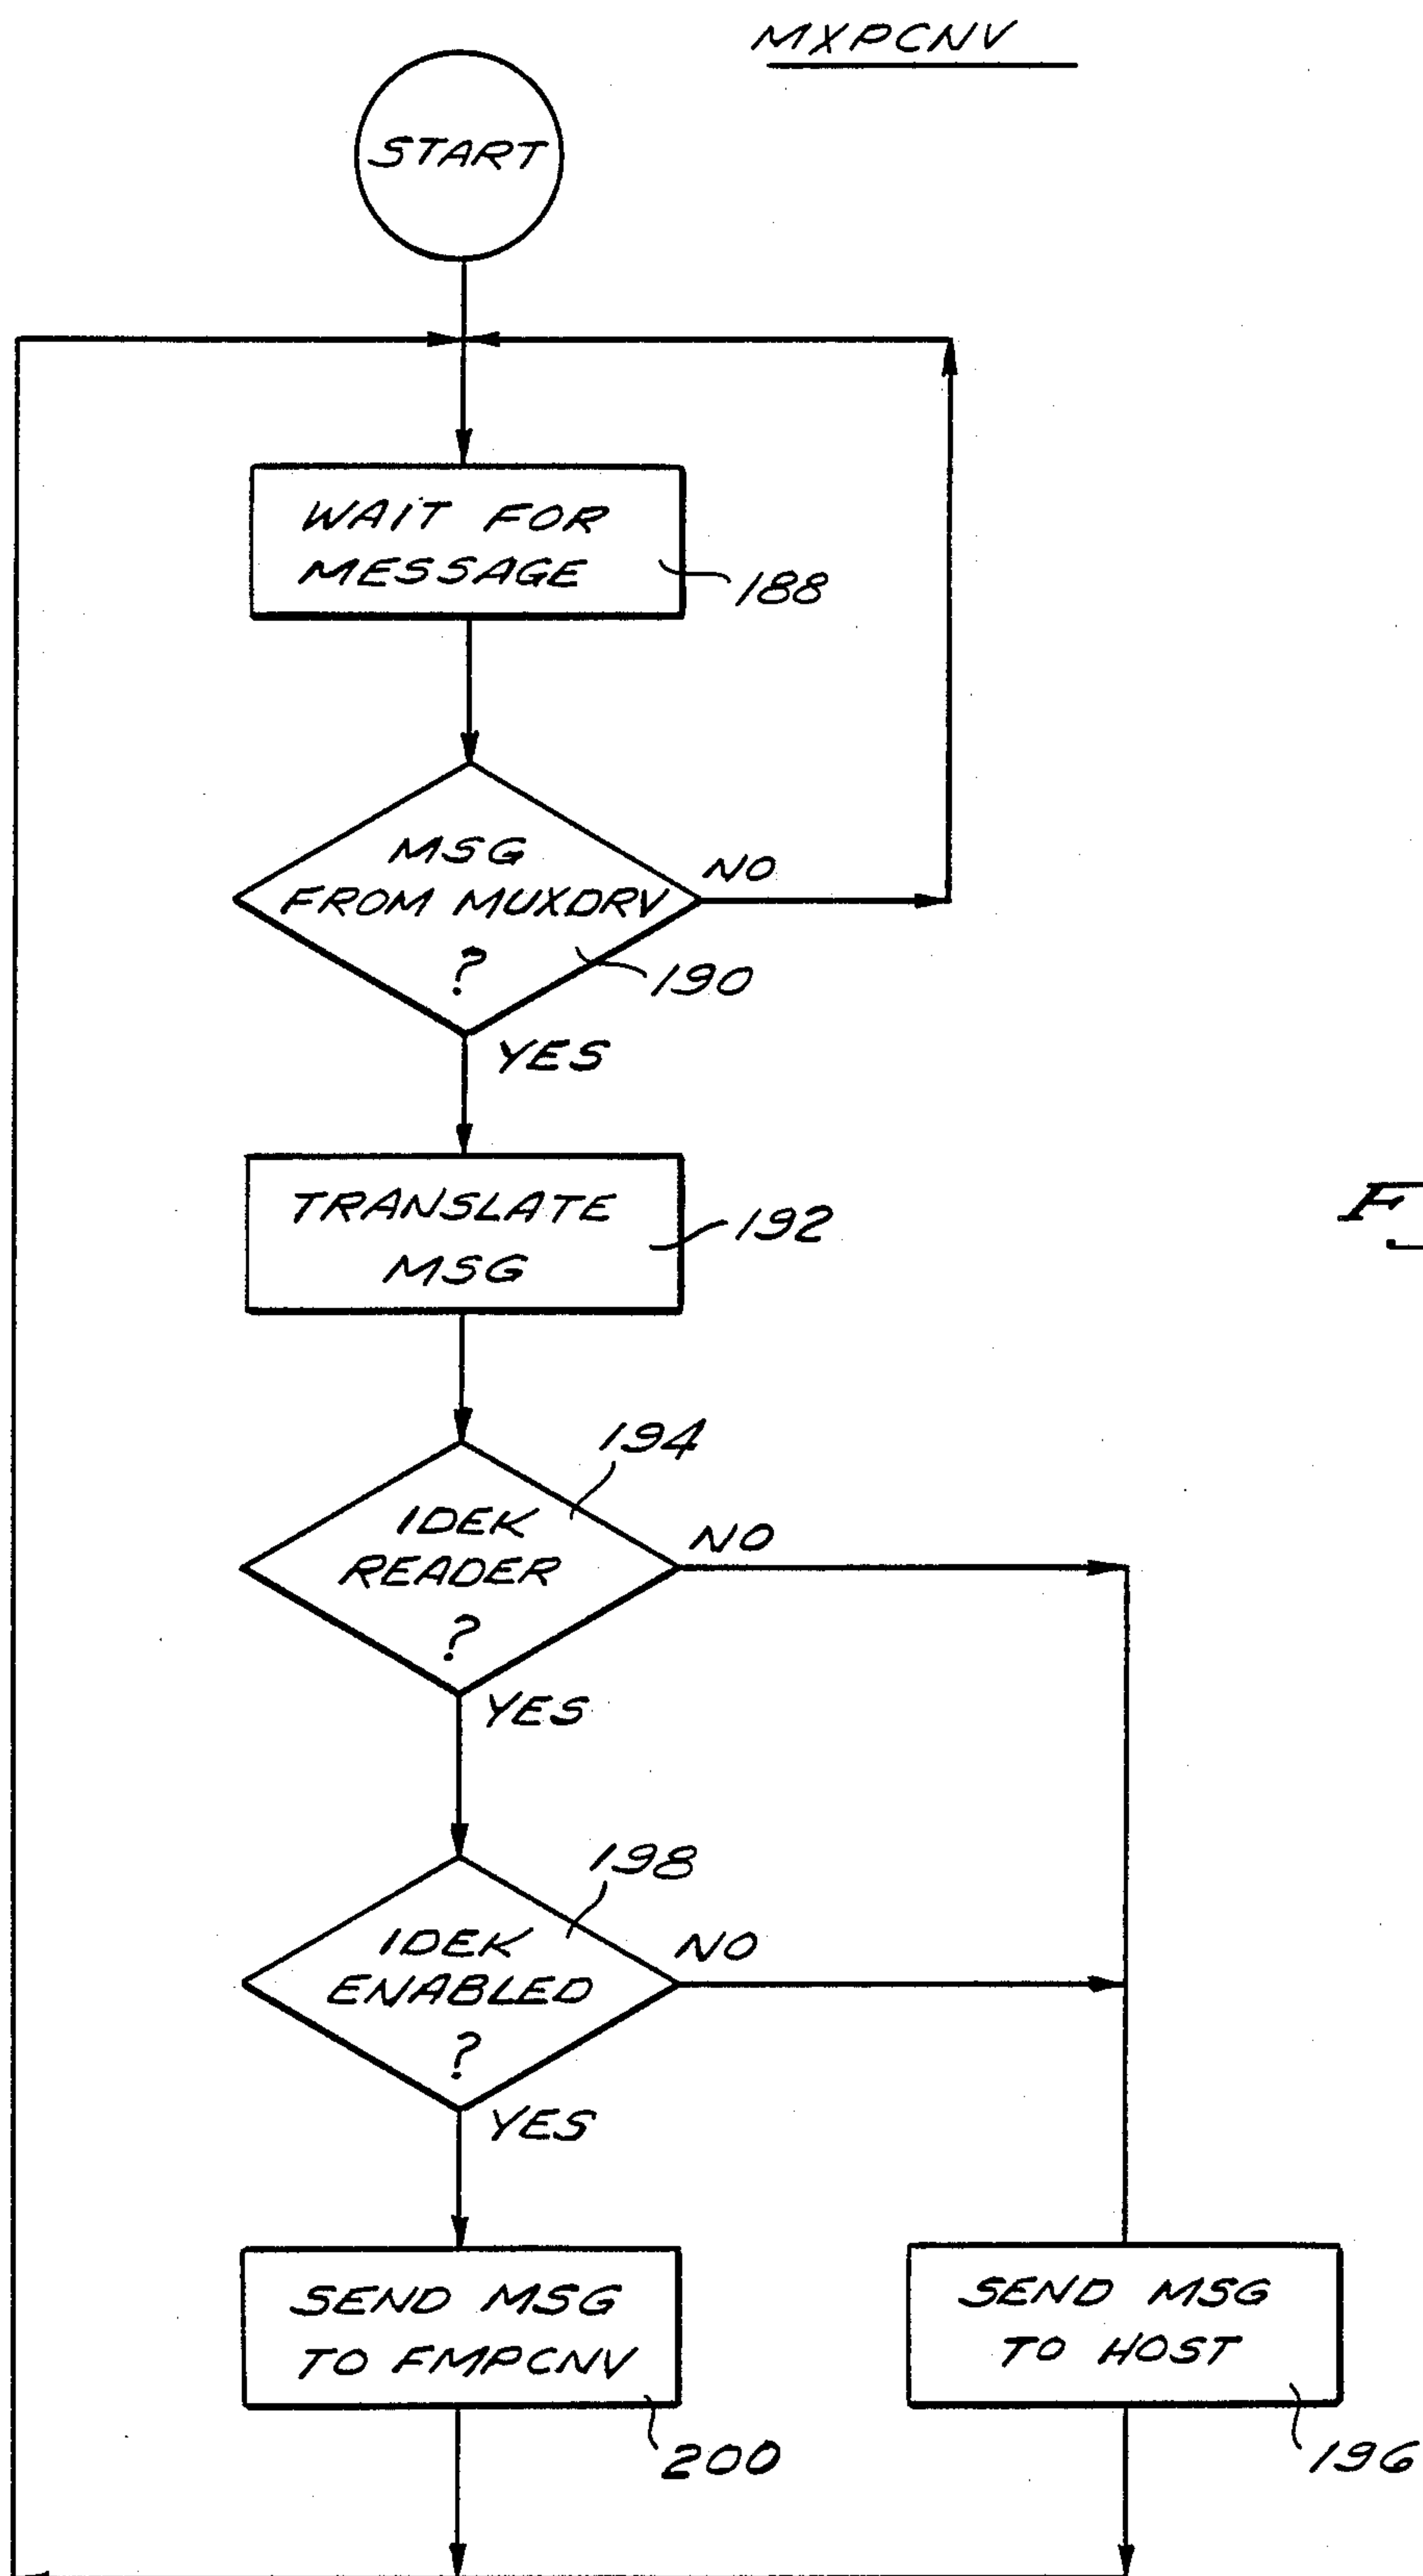 MXPCNV
START
WAIT FOR
MESSAGE
188
MSG
FROM MUXDRV
?
190
NO
YES
TRANSLATE
MSG
192
F
194
IDEK
READER
?
NO
YES
198
IDEK
ENABLED
?
NO
YES
SEND MSG
TO FMPCNV
200
SEND MSG
TO HOST
196